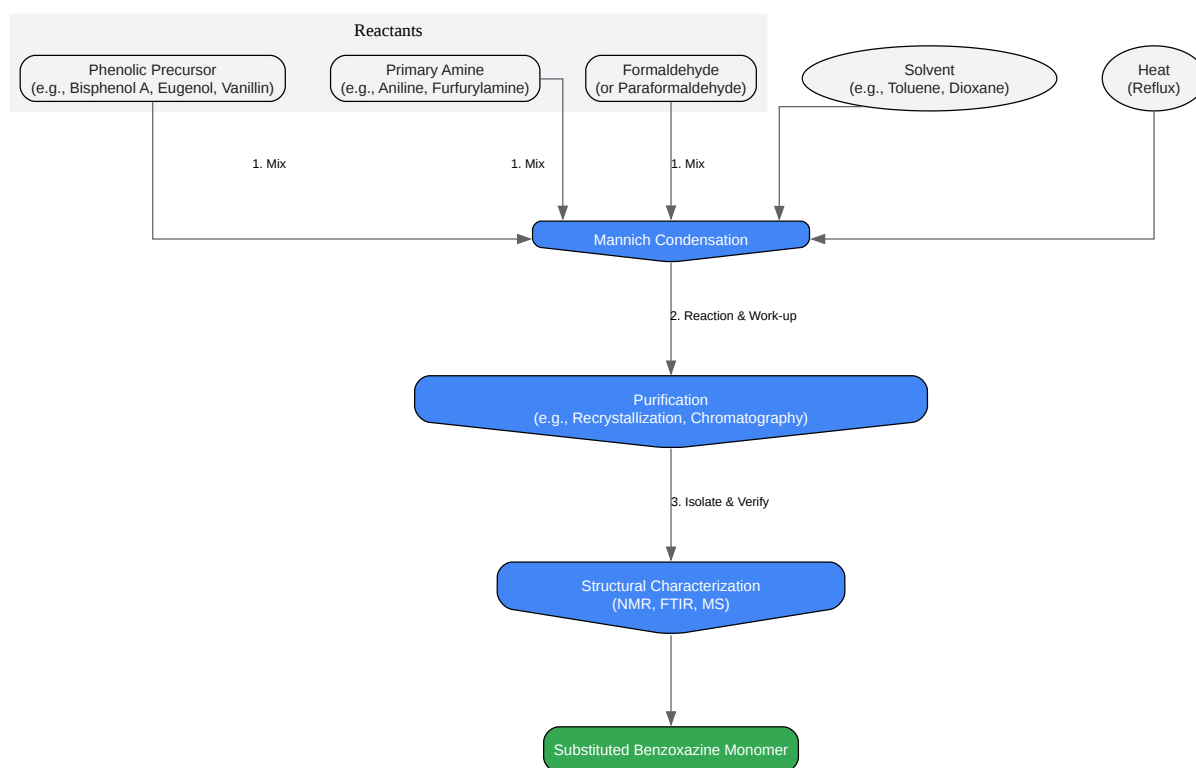 Reactants
Phenolic Precursor
(e.g., Bisphenol A, Eugenol, Vanillin)
Primary Amine
(e.g., Aniline, Furfurylamine)
Formaldehyde
(or Paraformaldehyde)
Solvent
(e.g., Toluene, Dioxane)
Heat
(Reflux)
1. Mix
1. Mix
1. Mix
Mannich Condensation
2. Reaction & Work-up
Purification
(e.g., Recrystallization, Chromatography)
3. Isolate & Verify
Structural Characterization
(NMR, FTIR, MS)
Substituted Benzoxazine Monomer